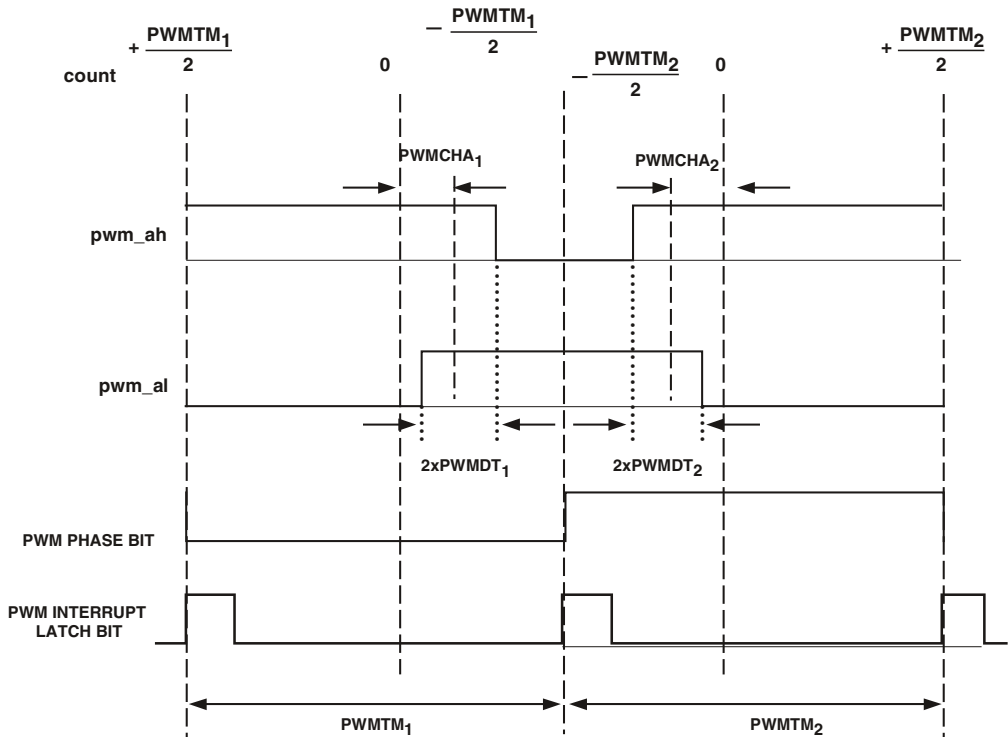 count
+ PWMTM1
2
0
− PWMTM1
2
− PWMTM2
2
0
+ PWMTM2
2
PWMCHA1
PWMCHA2
pwm_ah
pwm_al
2xPWMDT1
2xPWMDT2
PWM PHASE BIT
PWM INTERRUPT
LATCH BIT
PWMTM1
PWMTM2